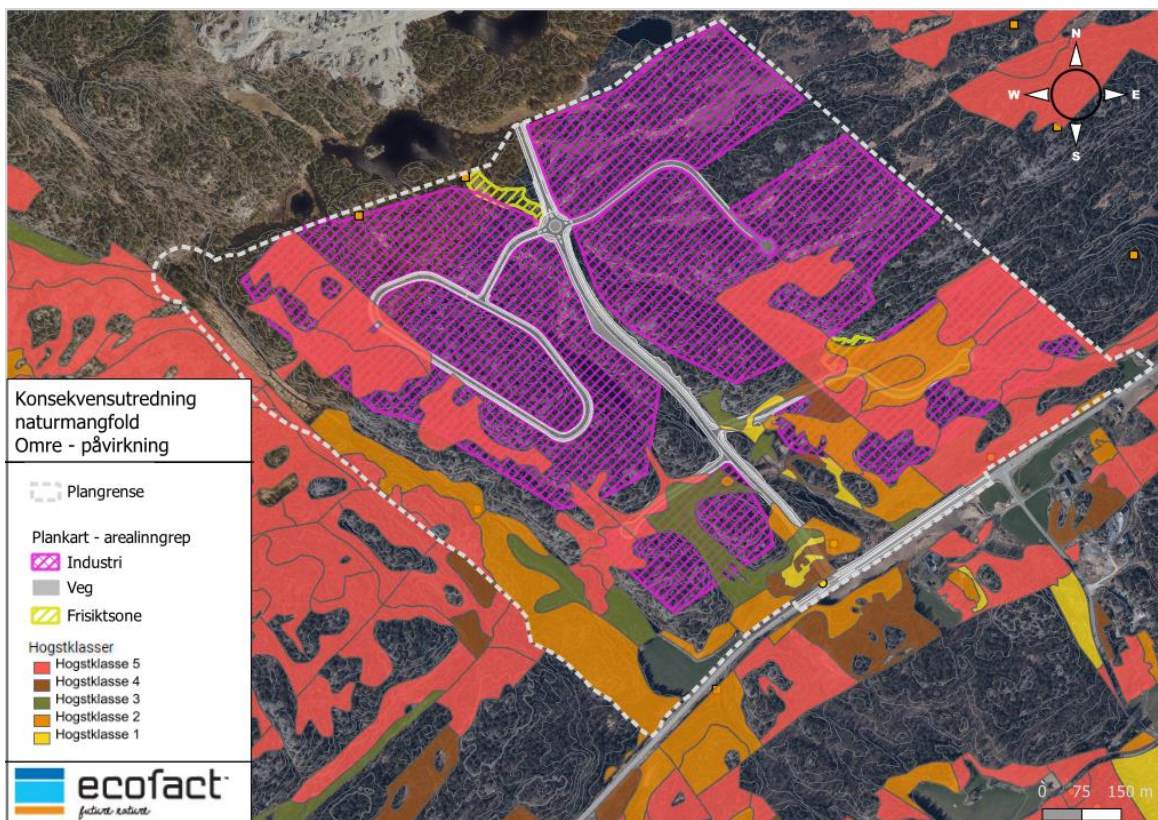 N
W
E
S
Konsekvensutredning
naturmangfold
Omre - påvirkning
Plangrense
Plankart - arealinngrep
Industri
Veg
Frisiktsone
Hogstklasser
Hogstklasse 5
Hogstklasse 4
Hogstklasse 3
Hogstklasse 2
Hogstklasse 1
ecofact
future nature
0 75 150 m